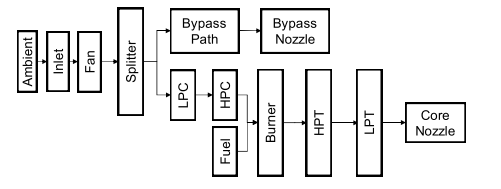 Ambient
Inlet
Fan
Splitter
Bypass
Path
Bypass
Nozzle
LPC
HPC
Fuel
Burner
HPT
LPT
Core
Nozzle